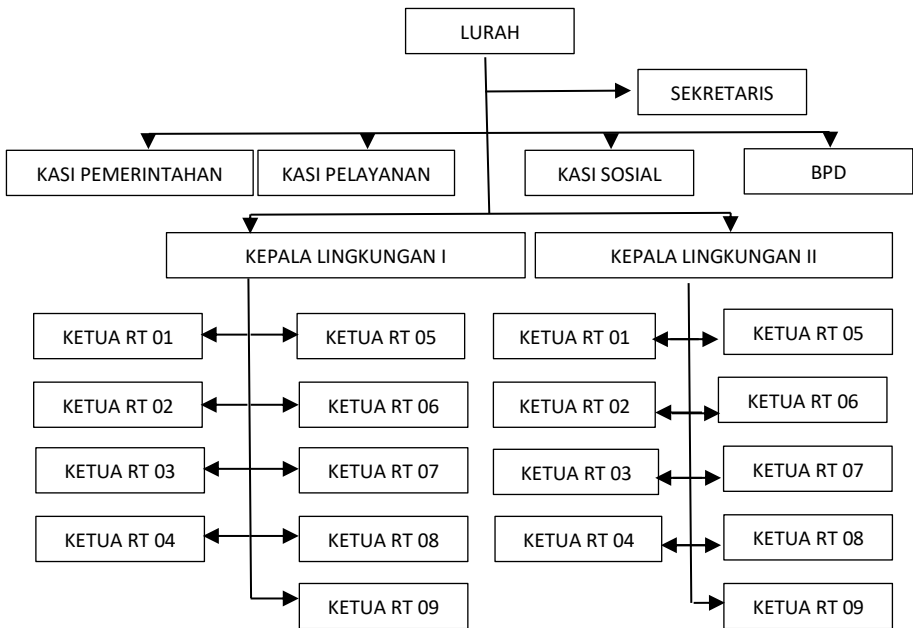 LURAH
SEKRETARIS
KASI PEMERINTAHAN
KASI PELAYANAN
KASI SOSIAL
BPD
KEPALA LINGKUNGAN I
KEPALA LINGKUNGAN II
KETUA RT 01
KETUA RT 05
KETUA RT 02
KETUA RT 06
KETUA RT 03
KETUA RT 07
KETUA RT 04
KETUA RT 08
KETUA RT 09
KETUA RT 01
KETUA RT 05
KETUA RT 02
KETUA RT 06
KETUA RT 03
KETUA RT 07
KETUA RT 04
KETUA RT 08
KETUA RT 09